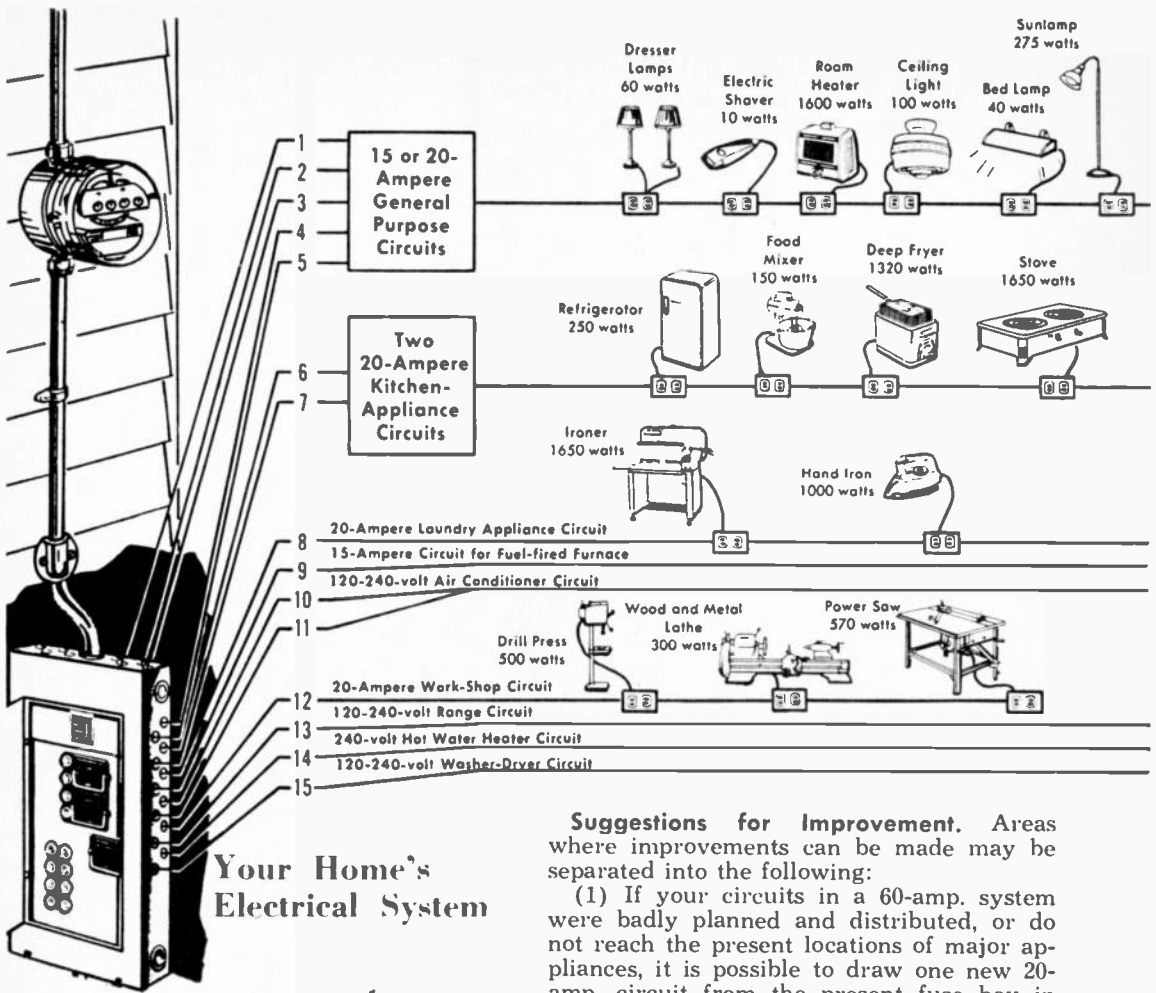 Dresser
Lamps
60 watts
Electric
Shaver
10 watts
Room
Heater
1600 watts
Ceiling
Light
100 watts
Bed Lamp
40 watts
Sunlamp
275 watts
1
2
3
4
5
15 or 20-
Ampere
General
Purpose
Circuits
Refrigerator
250 watts
Food
Mixer
150 watts
Deep Fryer
1320 watts
Stove
1650 watts
6
7
Two
20-Ampere
Kitchen-
Appliance
Circuits
Ironer
1650 watts
Hand Iron
1000 watts
8
20-Ampere Laundry Appliance Circuit
9
15-Ampere Circuit for Fuel-fired Furnace
10
11
120-240-volt Air Conditioner Circuit
Drill Press
500 watts
Wood and Metal
Lathe
300 watts
Power Saw
570 watts
12
20-Ampere Work-Shop Circuit
13
120-240-volt Range Circuit
14
240-volt Hot Water Heater Circuit
15
120-240-volt Washer-Dryer Circuit
Your Home's
Electrical System
Suggestions for Improvement. Areas
where improvements can be made may be
separated into the following:
(1) If your circuits in a 60-amp. system
were badly planned and distributed, or do
not reach the present locations of major ap-
pliances, it is possible to draw one new 20-
amp. circuit from the present fuse box in